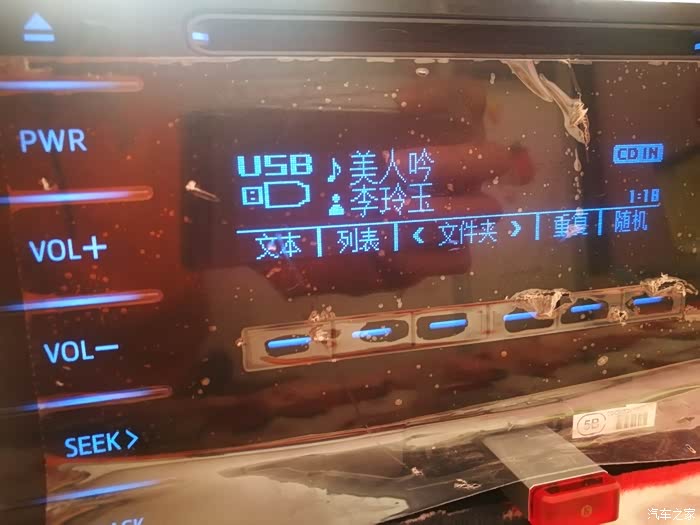 PWR
VOL+
VOL−
SEEK>
USB ♪ 美人吟
李玲玉
CD IN
1:18
文本 | 列表 | 《 文件夹 》 | 重复 | 随机
5B
汽车之家